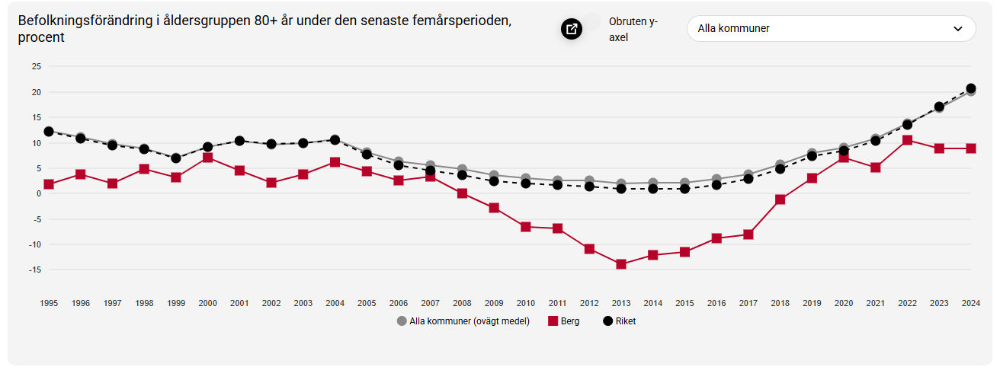 Befolkningsförändring i åldersgruppen 80+ år under den senaste femårsperioden,
procent
Obruten y-
axel
Alla kommuner
25
20
15
10
5
0
-5
-10
-15
1995 1996 1997 1998 1999 2000 2001 2002 2003 2004 2005 2006 2007 2008 2009 2010 2011 2012 2013 2014 2015 2016 2017 2018 2019 2020 2021 2022 2023 2024
Alla kommuner (ovägt medel) Berg Riket